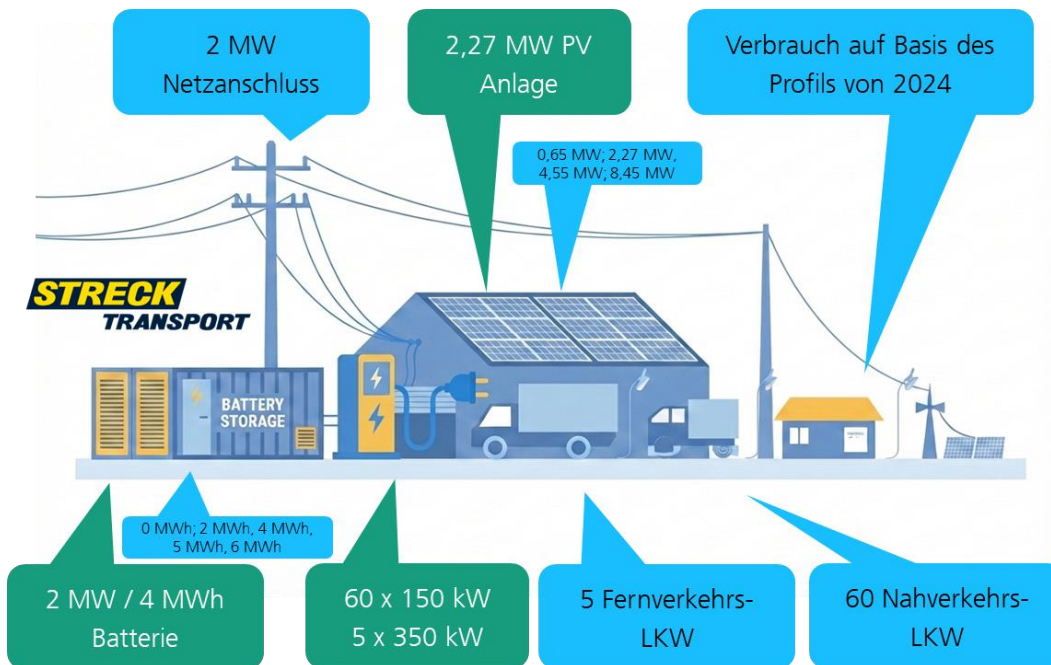 2 MW
Netzanschluss
2,27 MW PV
Anlage
Verbrauch auf Basis des
Profils von 2024
0,65 MW; 2,27 MW,
4,55 MW; 8,45 MW
STRECK
TRANSPORT
BATTERY
STORAGE
0 MWh; 2 MWh, 4 MWh,
5 MWh, 6 MWh
2 MW / 4 MWh
Batterie
60 x 150 kW
5 x 350 kW
5 Fernverkehrs-
LKW
60 Nahverkehrs-
LKW